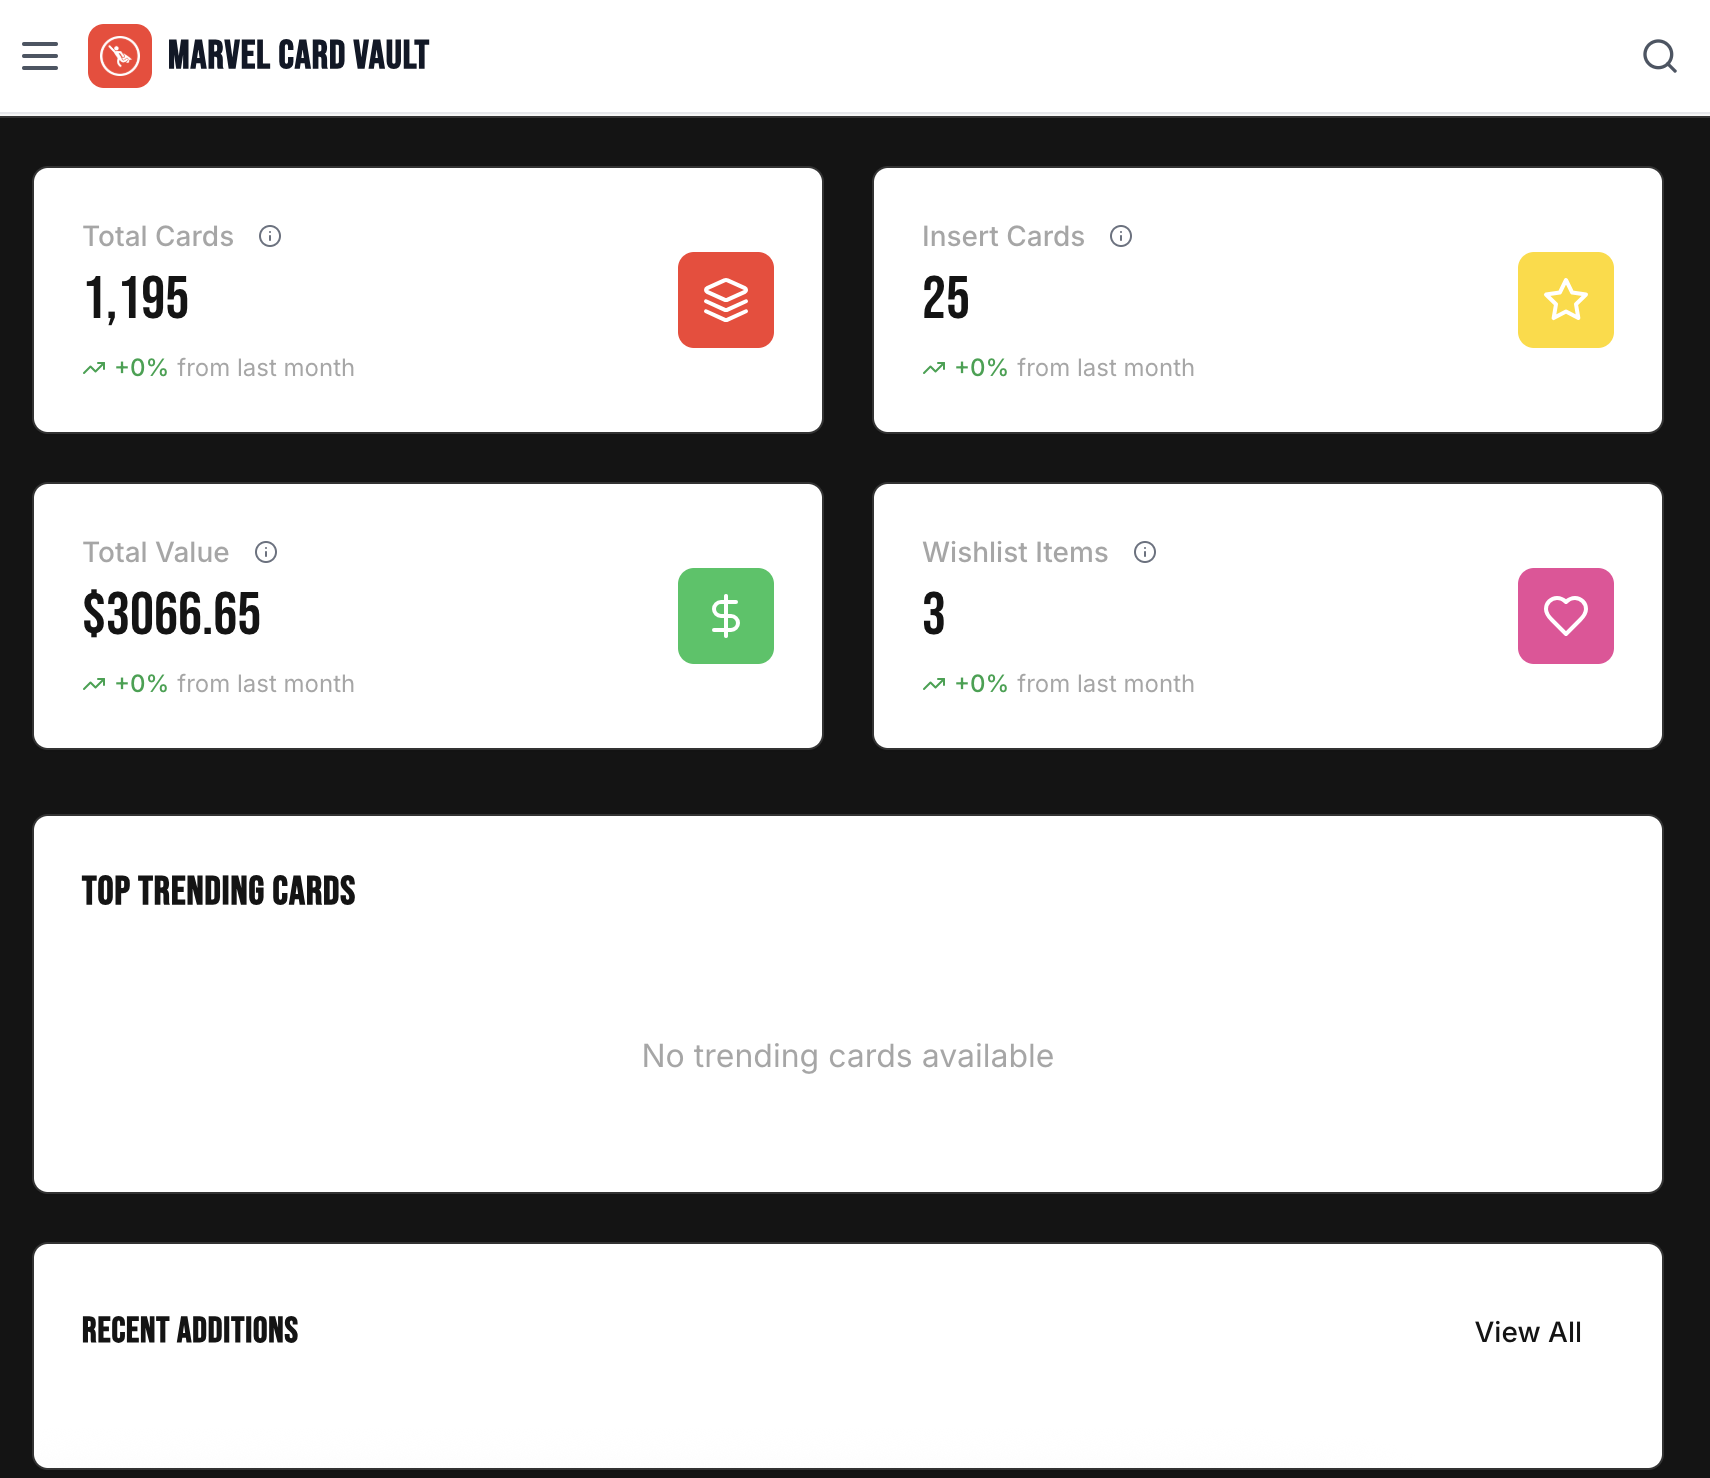 MARVEL CARD VAULT
Total Cards
1,195
+0% from last month
Insert Cards
25
+0% from last month
Total Value
$3066.65
+0% from last month
Wishlist Items
3
+0% from last month
TOP TRENDING CARDS
No trending cards available
RECENT ADDITIONS
View All